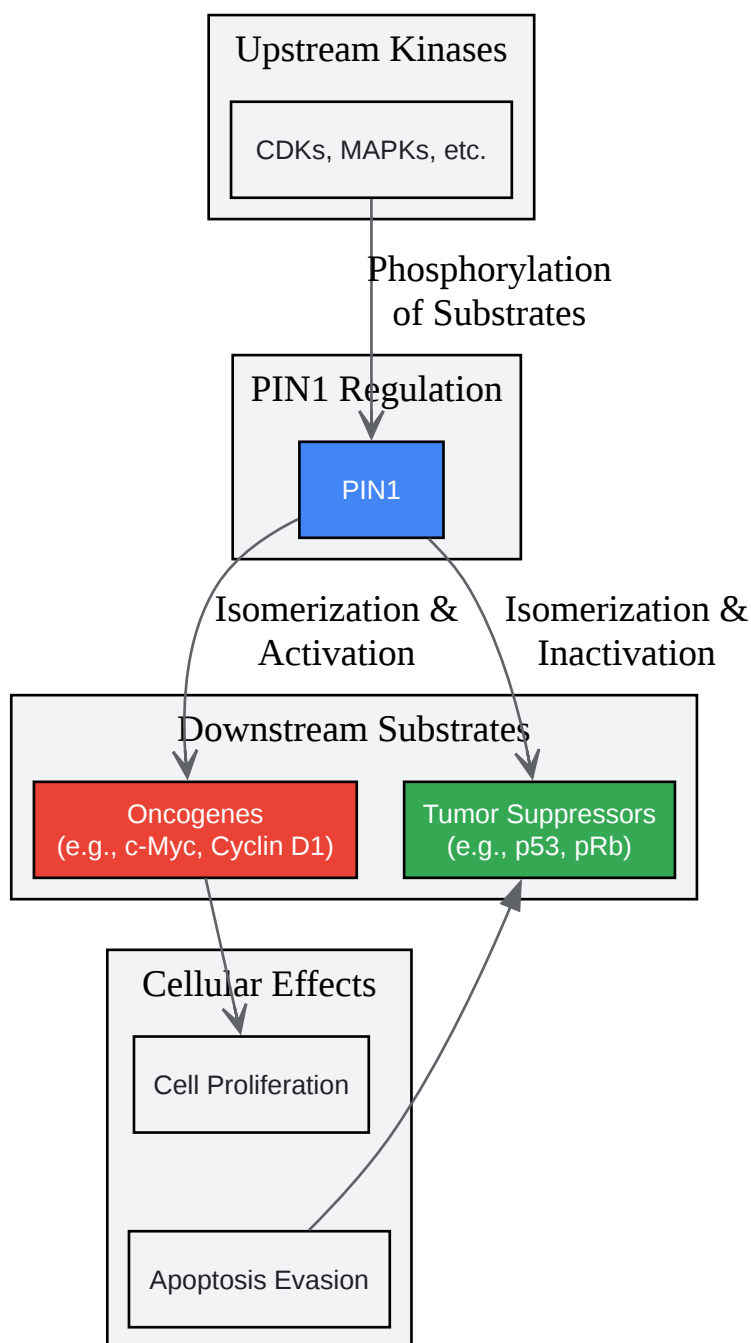 Upstream Kinases
CDKs, MAPKs, etc.
Phosphorylation
of Substrates
PIN1 Regulation
PIN1
Isomerization &
Activation
Isomerization &
Inactivation
Downstream Substrates
Oncogenes
(e.g., c-Myc, Cyclin D1)
Tumor Suppressors
(e.g., p53, pRb)
Cellular Effects
Cell Proliferation
Apoptosis Evasion